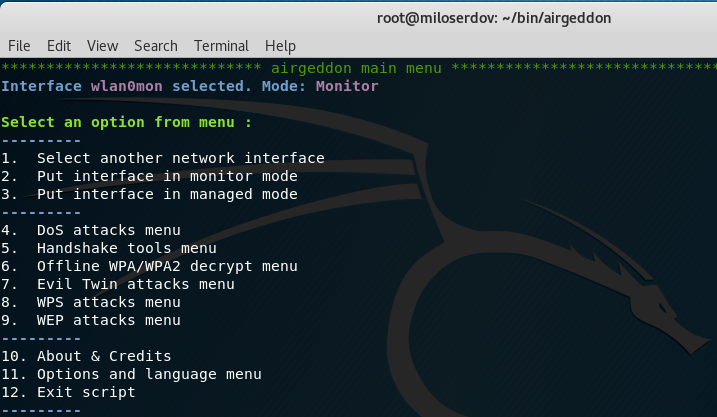 root@miloserdov: ~/bin/airgeddon
File Edit View Search Terminal Help
***************************** airgeddon main menu ******************************
Interface wlan0mon selected. Mode: Monitor
Select an option from menu :
---------
1.  Select another network interface
2.  Put interface in monitor mode
3.  Put interface in managed mode
---------
4.  DoS attacks menu
5.  Handshake tools menu
6.  Offline WPA/WPA2 decrypt menu
7.  Evil Twin attacks menu
8.  WPS attacks menu
9.  WEP attacks menu
---------
10. About & Credits
11. Options and language menu
12. Exit script
---------